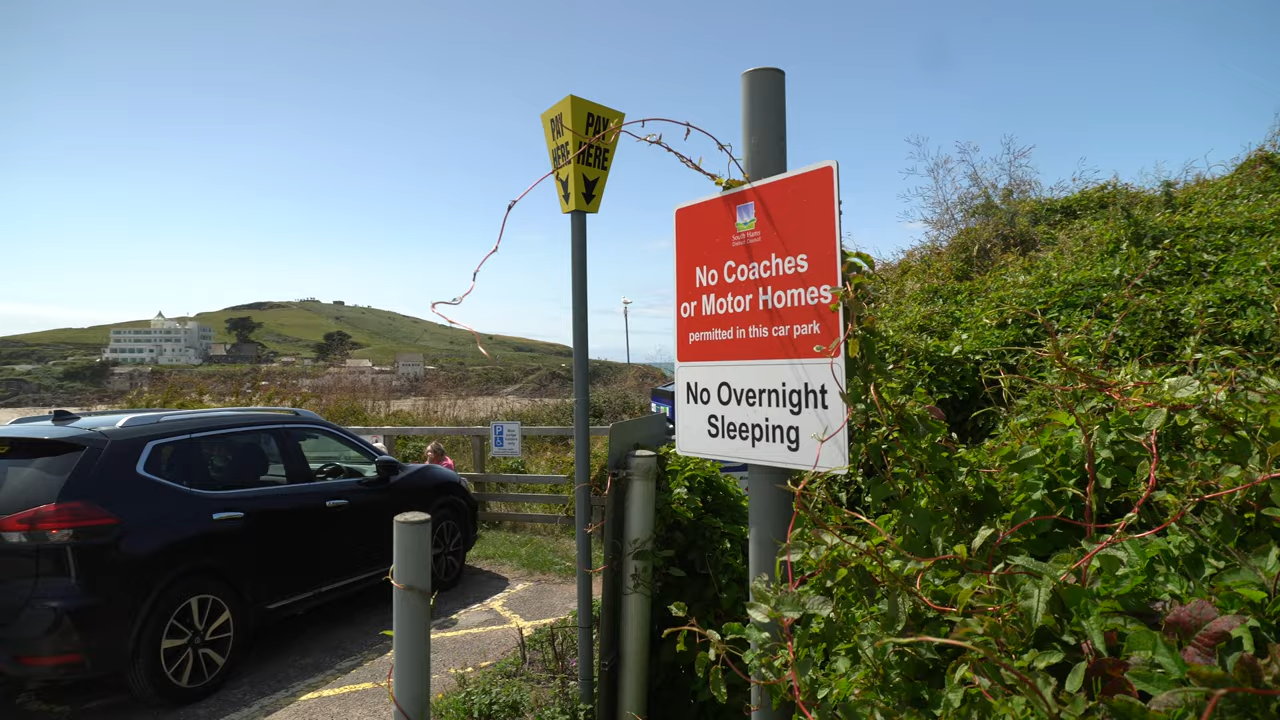 PAY
HERE
PAY
HERE
South Hams
District Council
No Coaches
or Motor Homes
permitted in this car park
No Overnight
Sleeping
P